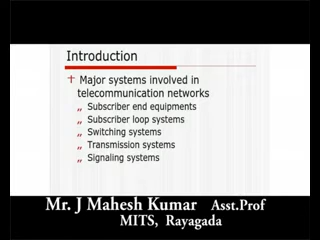 Introduction
Major systems involved in
telecommunication networks
Subscriber end equipments
Subscriber loop systems
Switching systems
Transmission systems
Signaling systems
Mr. J Mahesh Kumar Asst.Prof
MITS, Rayagada